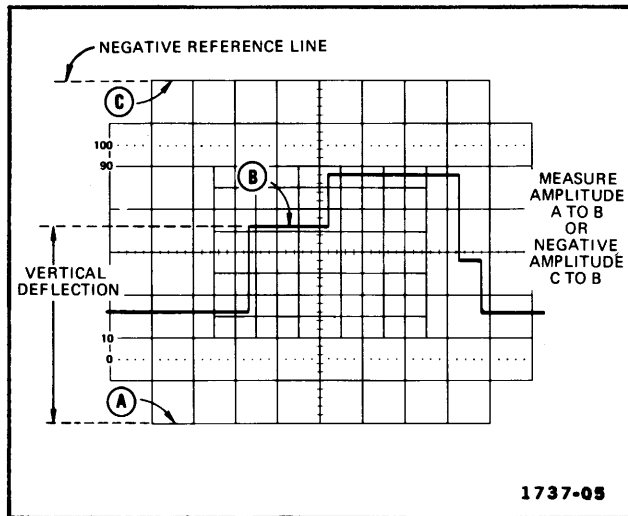 NEGATIVE REFERENCE LINE
C
100
90
B
MEASURE
AMPLITUDE
A TO B
OR
NEGATIVE
AMPLITUDE
C TO B
VERTICAL
DEFLECTION
10
0
A
1737-05